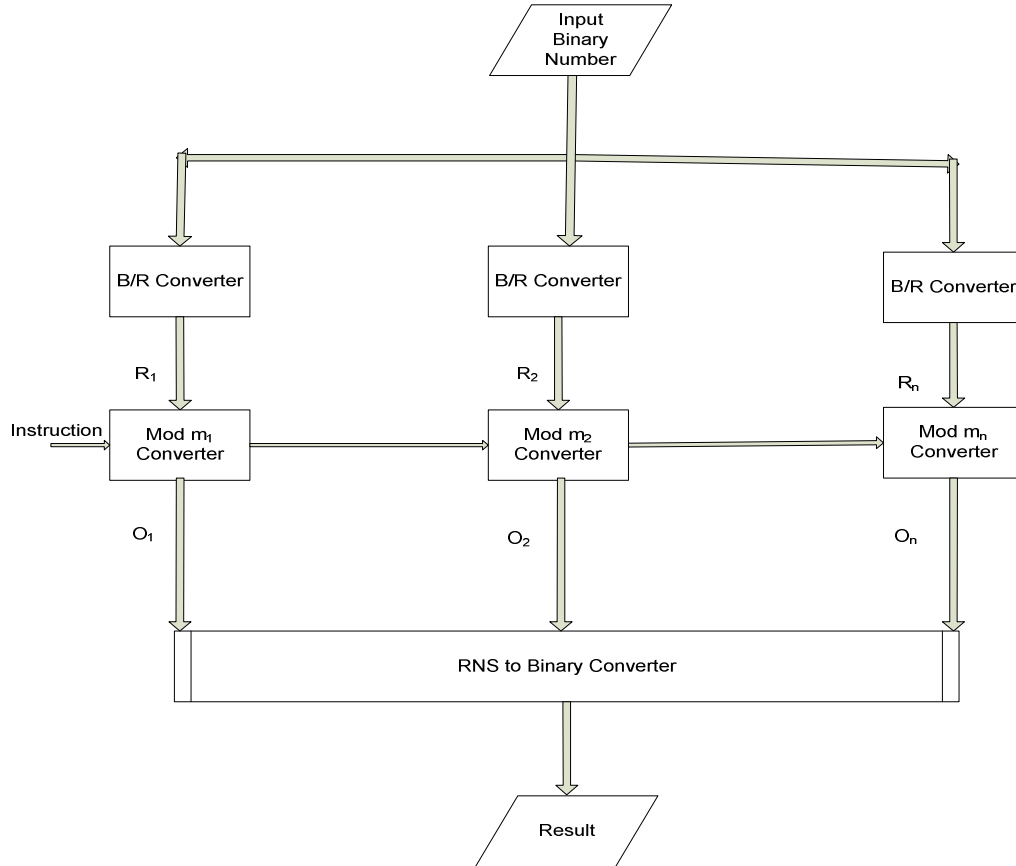 Input
Binary
Number
B/R Converter
B/R Converter
B/R Converter
R₁
R₂
Rₙ
Instruction
Mod m₁
Converter
Mod m₂
Converter
Mod mₙ
Converter
O₁
O₂
Oₙ
RNS to Binary Converter
Result